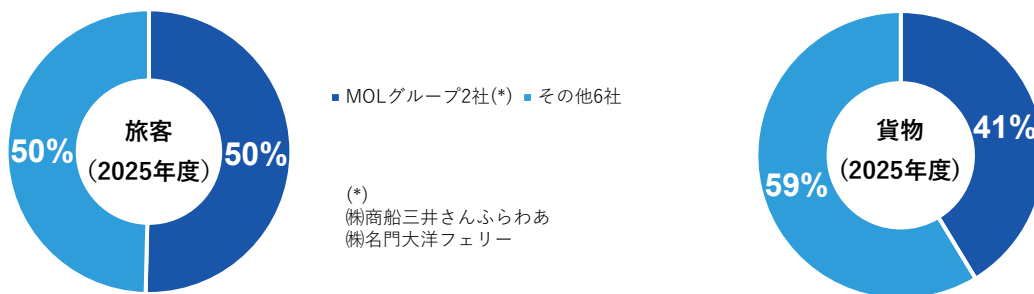 旅客
(2025年度)
50%
50%
MOLグループ2社(*) その他6社
(*)
㈱商船三井さんふらわあ
㈱名門大洋フェリー
貨物
(2025年度)
41%
59%